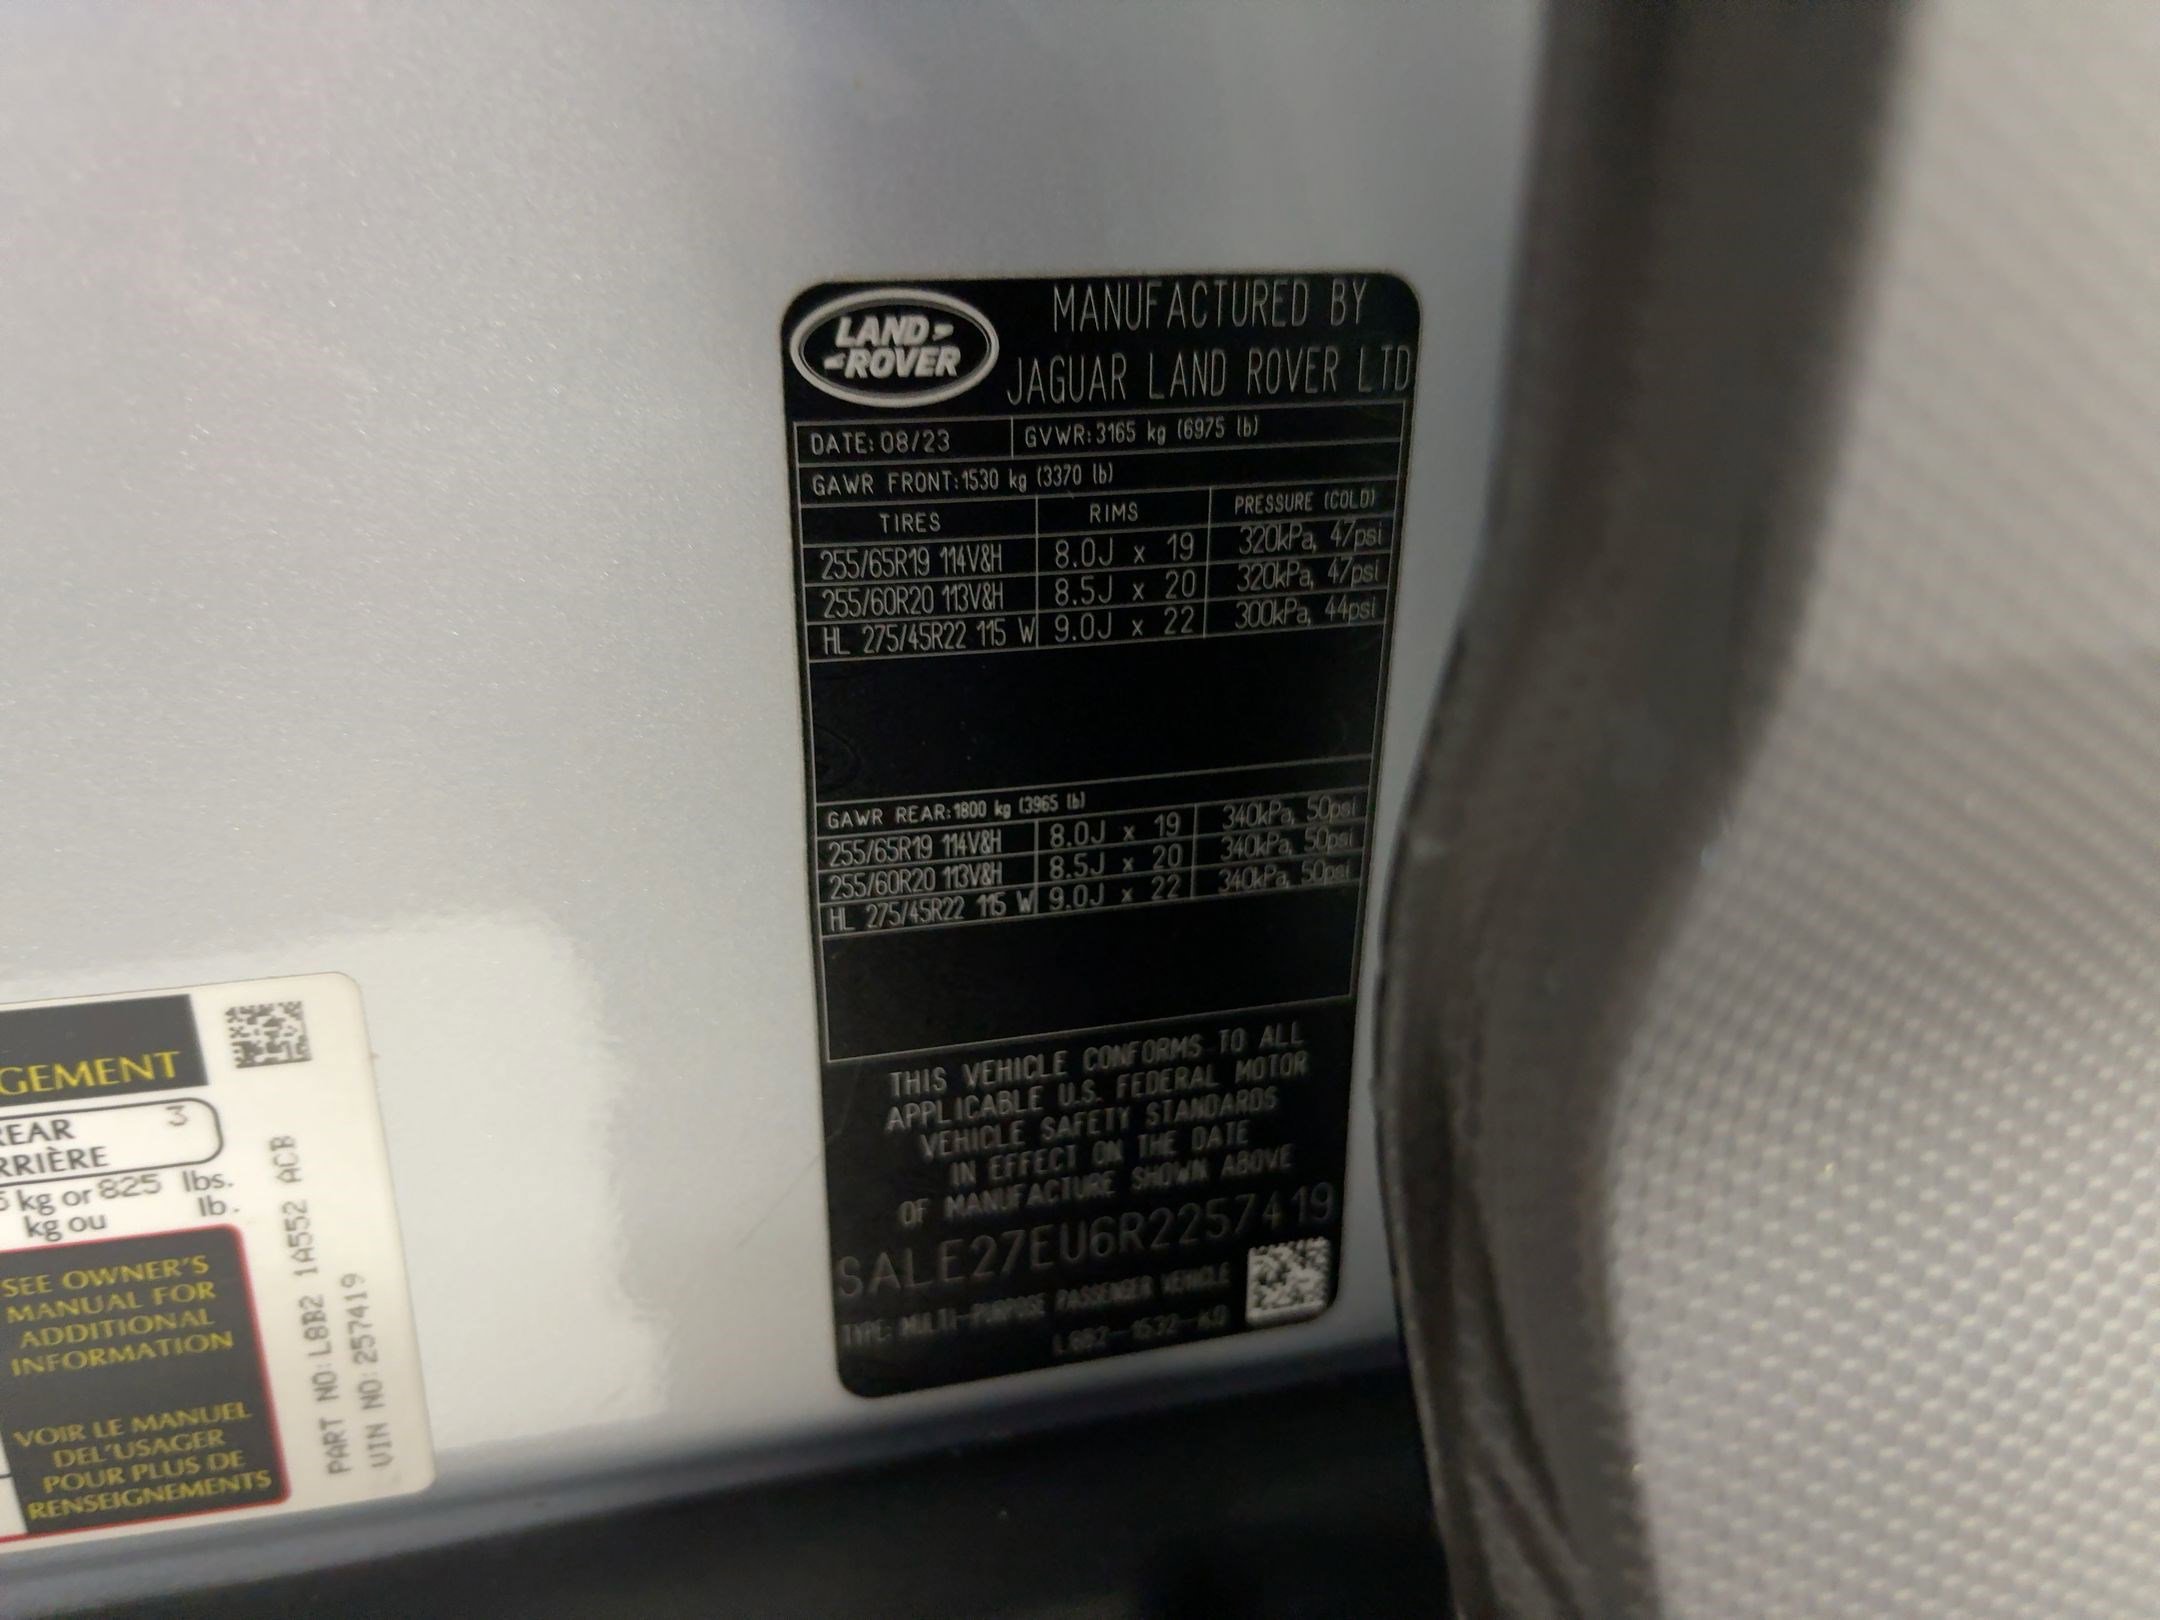 LAND
ROVER
MANUFACTURED BY
JAGUAR LAND ROVER LTD
DATE: 08/23 GVWR: 3165 kg (6975 lb)
GAWR FRONT: 1530 kg (3370 lb)
TIRES RIMS PRESSURE (COLD)
255/65R19 114V&H 8.0J x 19 320kPa, 47psi
255/60R20 113V&H 8.5J x 20 320kPa, 47psi
HL 275/45R22 115 W 9.0J x 22 300kPa, 44psi
GAWR REAR: 1800 kg (3965 lb)
255/65R19 114V&H 8.0J x 19 340kPa, 50psi
255/60R20 113V&H 8.5J x 20 340kPa, 50psi
HL 275/45R22 115 W 9.0J x 22 340kPa, 50psi
THIS VEHICLE CONFORMS TO ALL
APPLICABLE U.S. FEDERAL MOTOR
VEHICLE SAFETY STANDARDS
IN EFFECT ON THE DATE
OF MANUFACTURE SHOWN ABOVE
SALE27EU6R2257419
TYPE: MULTI-PURPOSE PASSENGER VEHICLE
GEMENT
REAR 3
RRIÈRE
kg or 825 lbs.
kg ou lb.
SEE OWNER'S
MANUAL FOR
ADDITIONAL
INFORMATION
VOIR LE MANUEL
DEL'USAGER
POUR PLUS DE
RENSEIGNEMENTS
PART NO: L8B2 1A552 ACB
VIN NO: 257419